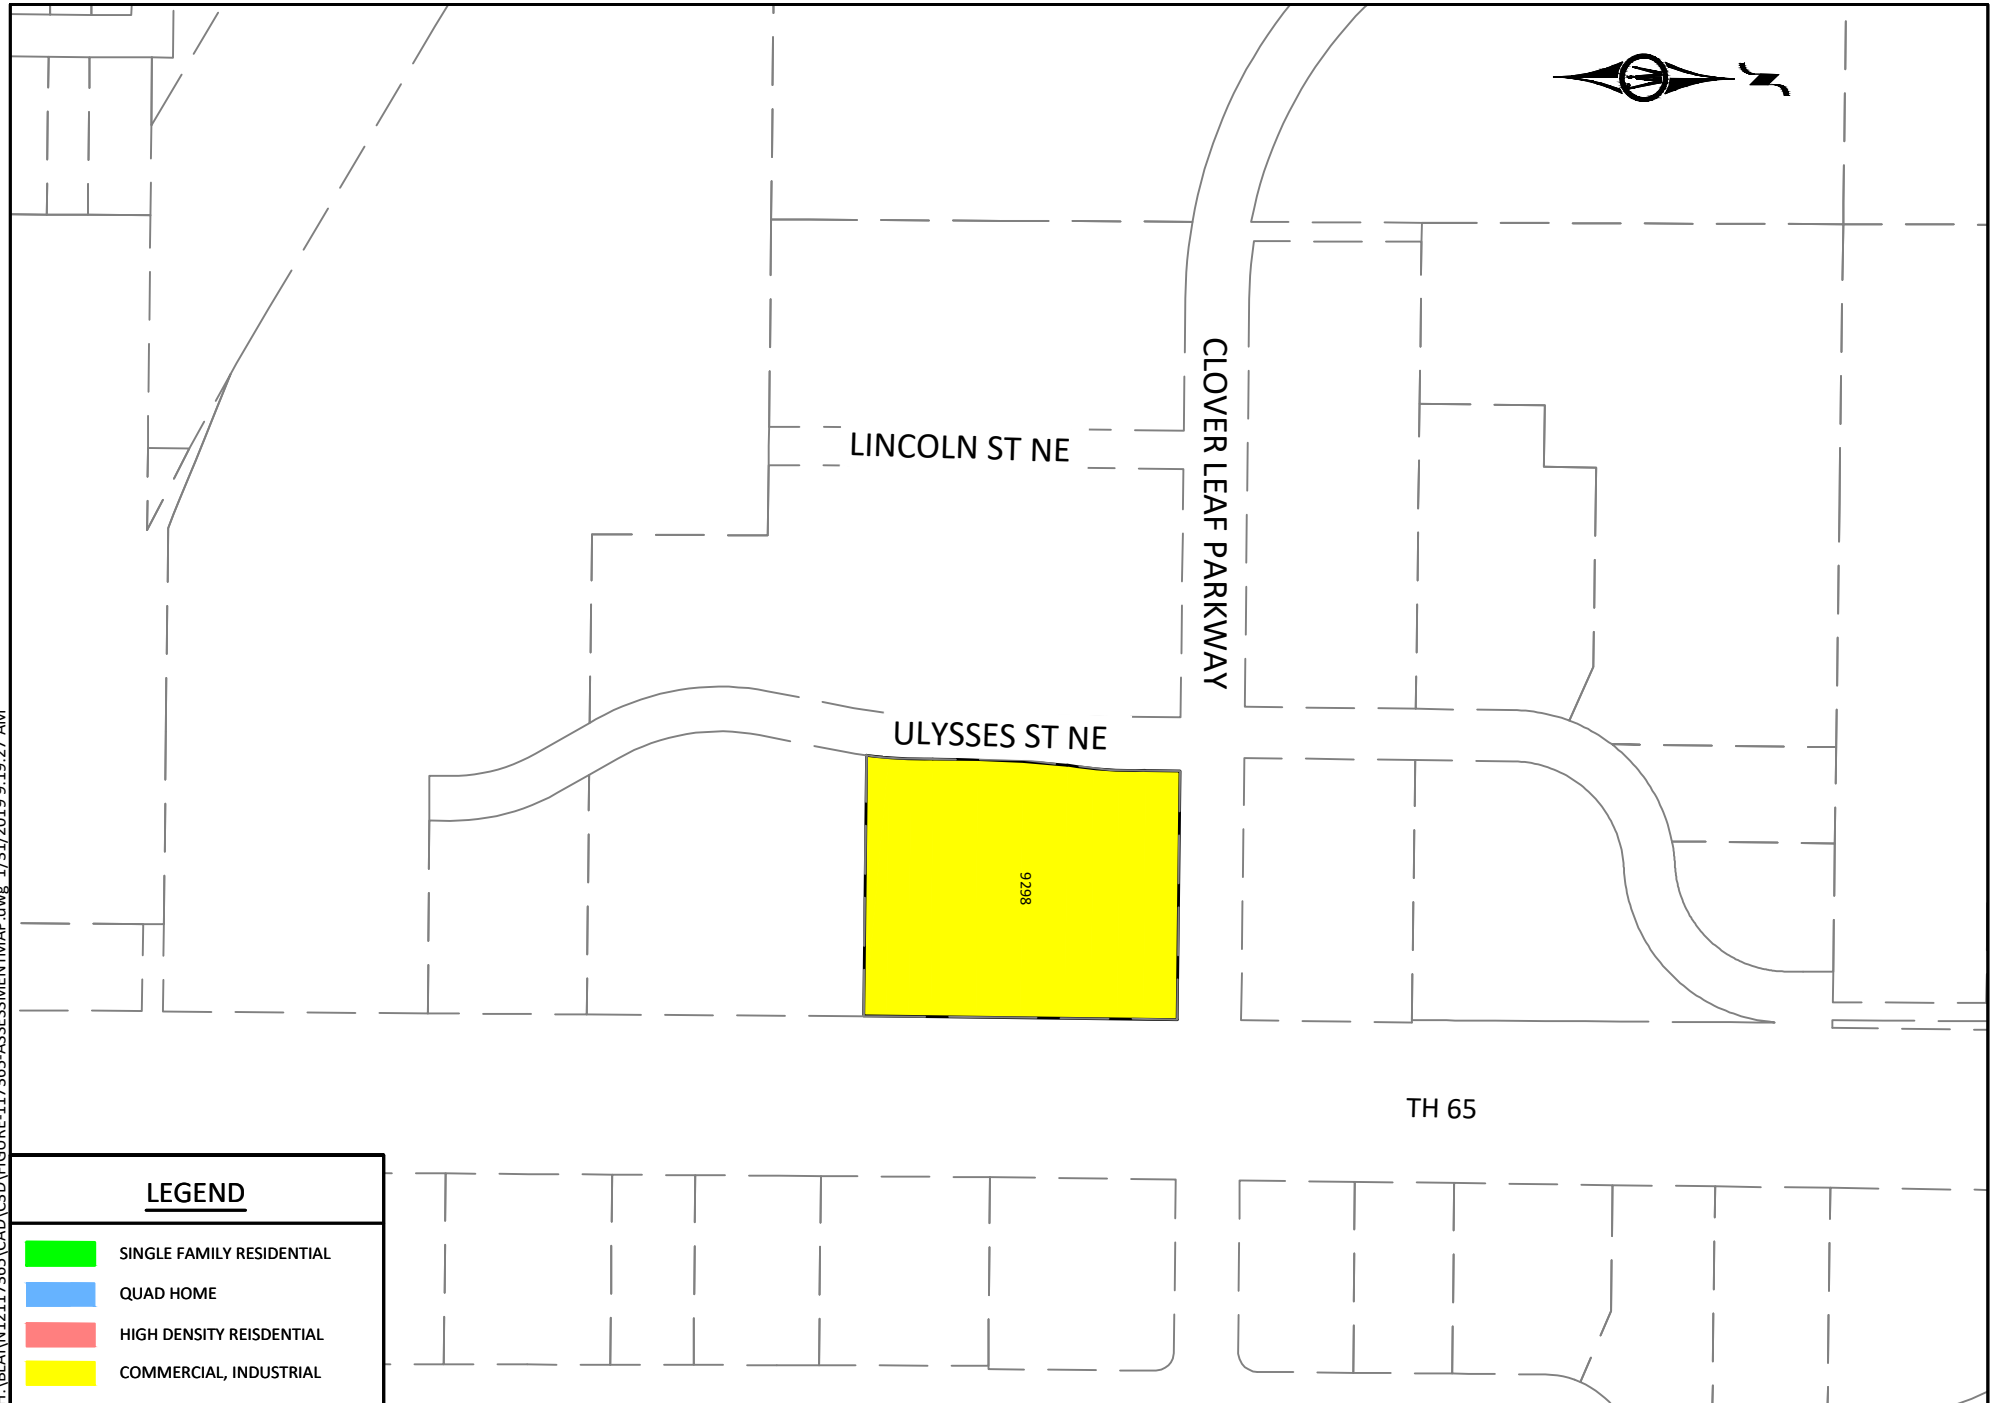 N
CLOVER LEAF PARKWAY
LINCOLN ST NE
ULYSSES ST NE
9298
TH 65
LEGEND
SINGLE FAMILY RESIDENTIAL
QUAD HOME
HIGH DENSITY REISDENTIAL
COMMERCIAL, INDUSTRIAL